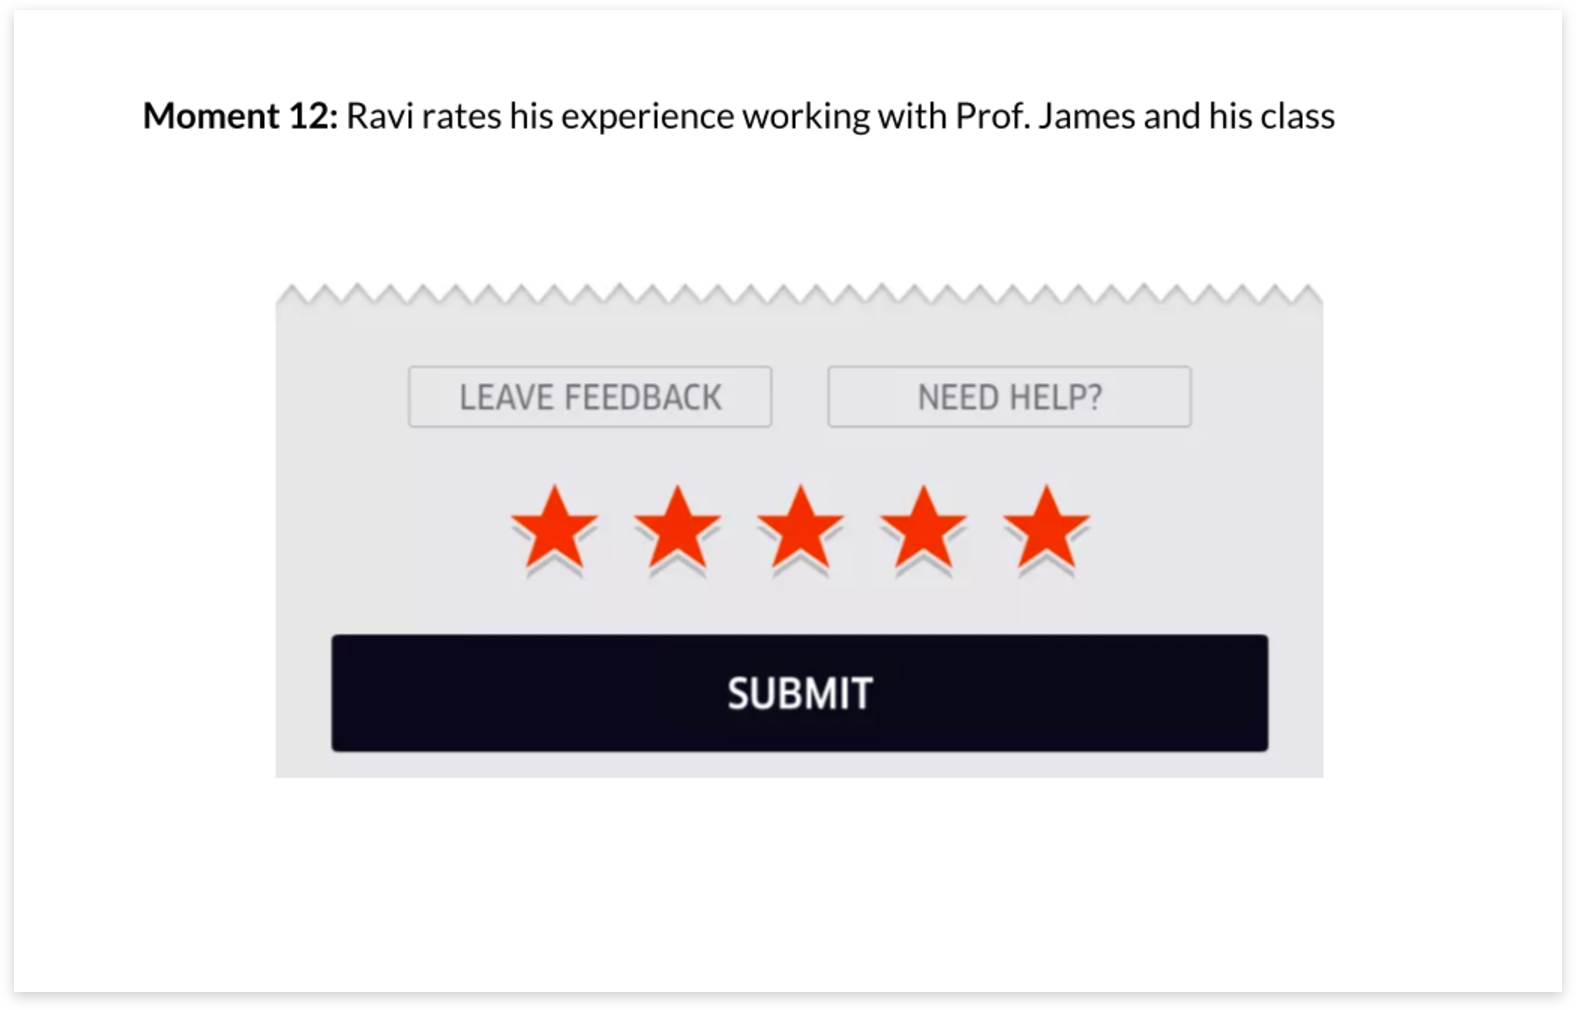 Moment 12: Ravi rates his experience working with Prof. James and his class
LEAVE FEEDBACK
NEED HELP?
SUBMIT